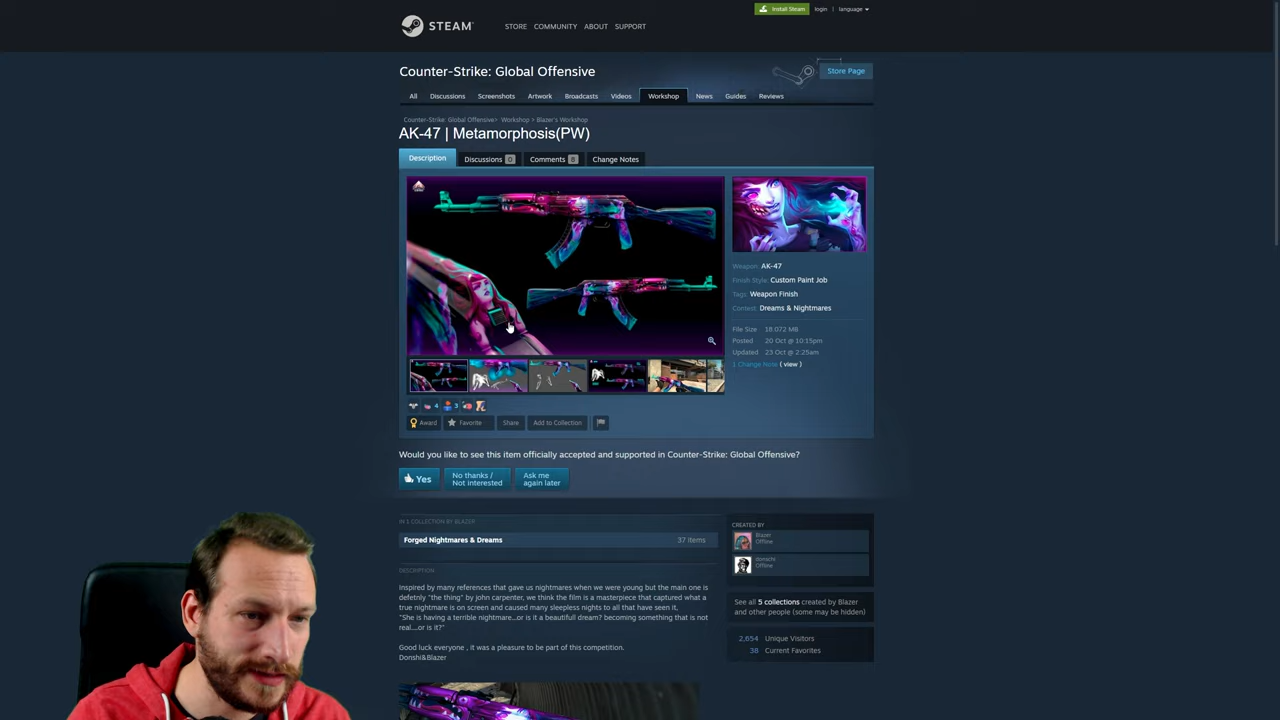 Install Steam
login | language
STEAM
STORE COMMUNITY ABOUT SUPPORT
Counter-Strike: Global Offensive
Store Page
All Discussions Screenshots Artwork Broadcasts Videos Workshop News Guides Reviews
Counter-Strike: Global Offensive> Workshop > Blazer's Workshop
AK-47 | Metamorphosis(PW)
Description Discussions 0 Comments 8 Change Notes
Weapon: AK-47
Finish Style: Custom Paint Job
Tags: Weapon Finish
Contest: Dreams & Nightmares
File Size 18.072 MB
Posted 20 Oct @ 10:15pm
Updated 23 Oct @ 2:25am
1 Change Note ( view )
4 3
Award Favorite Share Add to Collection
Would you like to see this item officially accepted and supported in Counter-Strike: Global Offensive?
Yes
No thanks /
Not Interested
Ask me
again later
IN 1 COLLECTION BY BLAZER
Forged Nightmares & Dreams 37 items
DESCRIPTION
Inspired by many references that gave us nightmares when we were young but the main one is
defetnly "the thing" by john carpenter, we think the film is a masterpiece that captured what a
true nightmare is on screen and caused many sleepless nights to all that have seen it,
"She is having a terrible nightmare...or is it a beautifull dream? becoming something that is not
real....or is it?"
Good luck everyone , it was a pleasure to be part of this competition.
Donshi&Blazer
CREATED BY
Blazer
Offline
donschi
Offline
See all 5 collections created by Blazer
and other people (some may be hidden)
2,654 Unique Visitors
38 Current Favorites